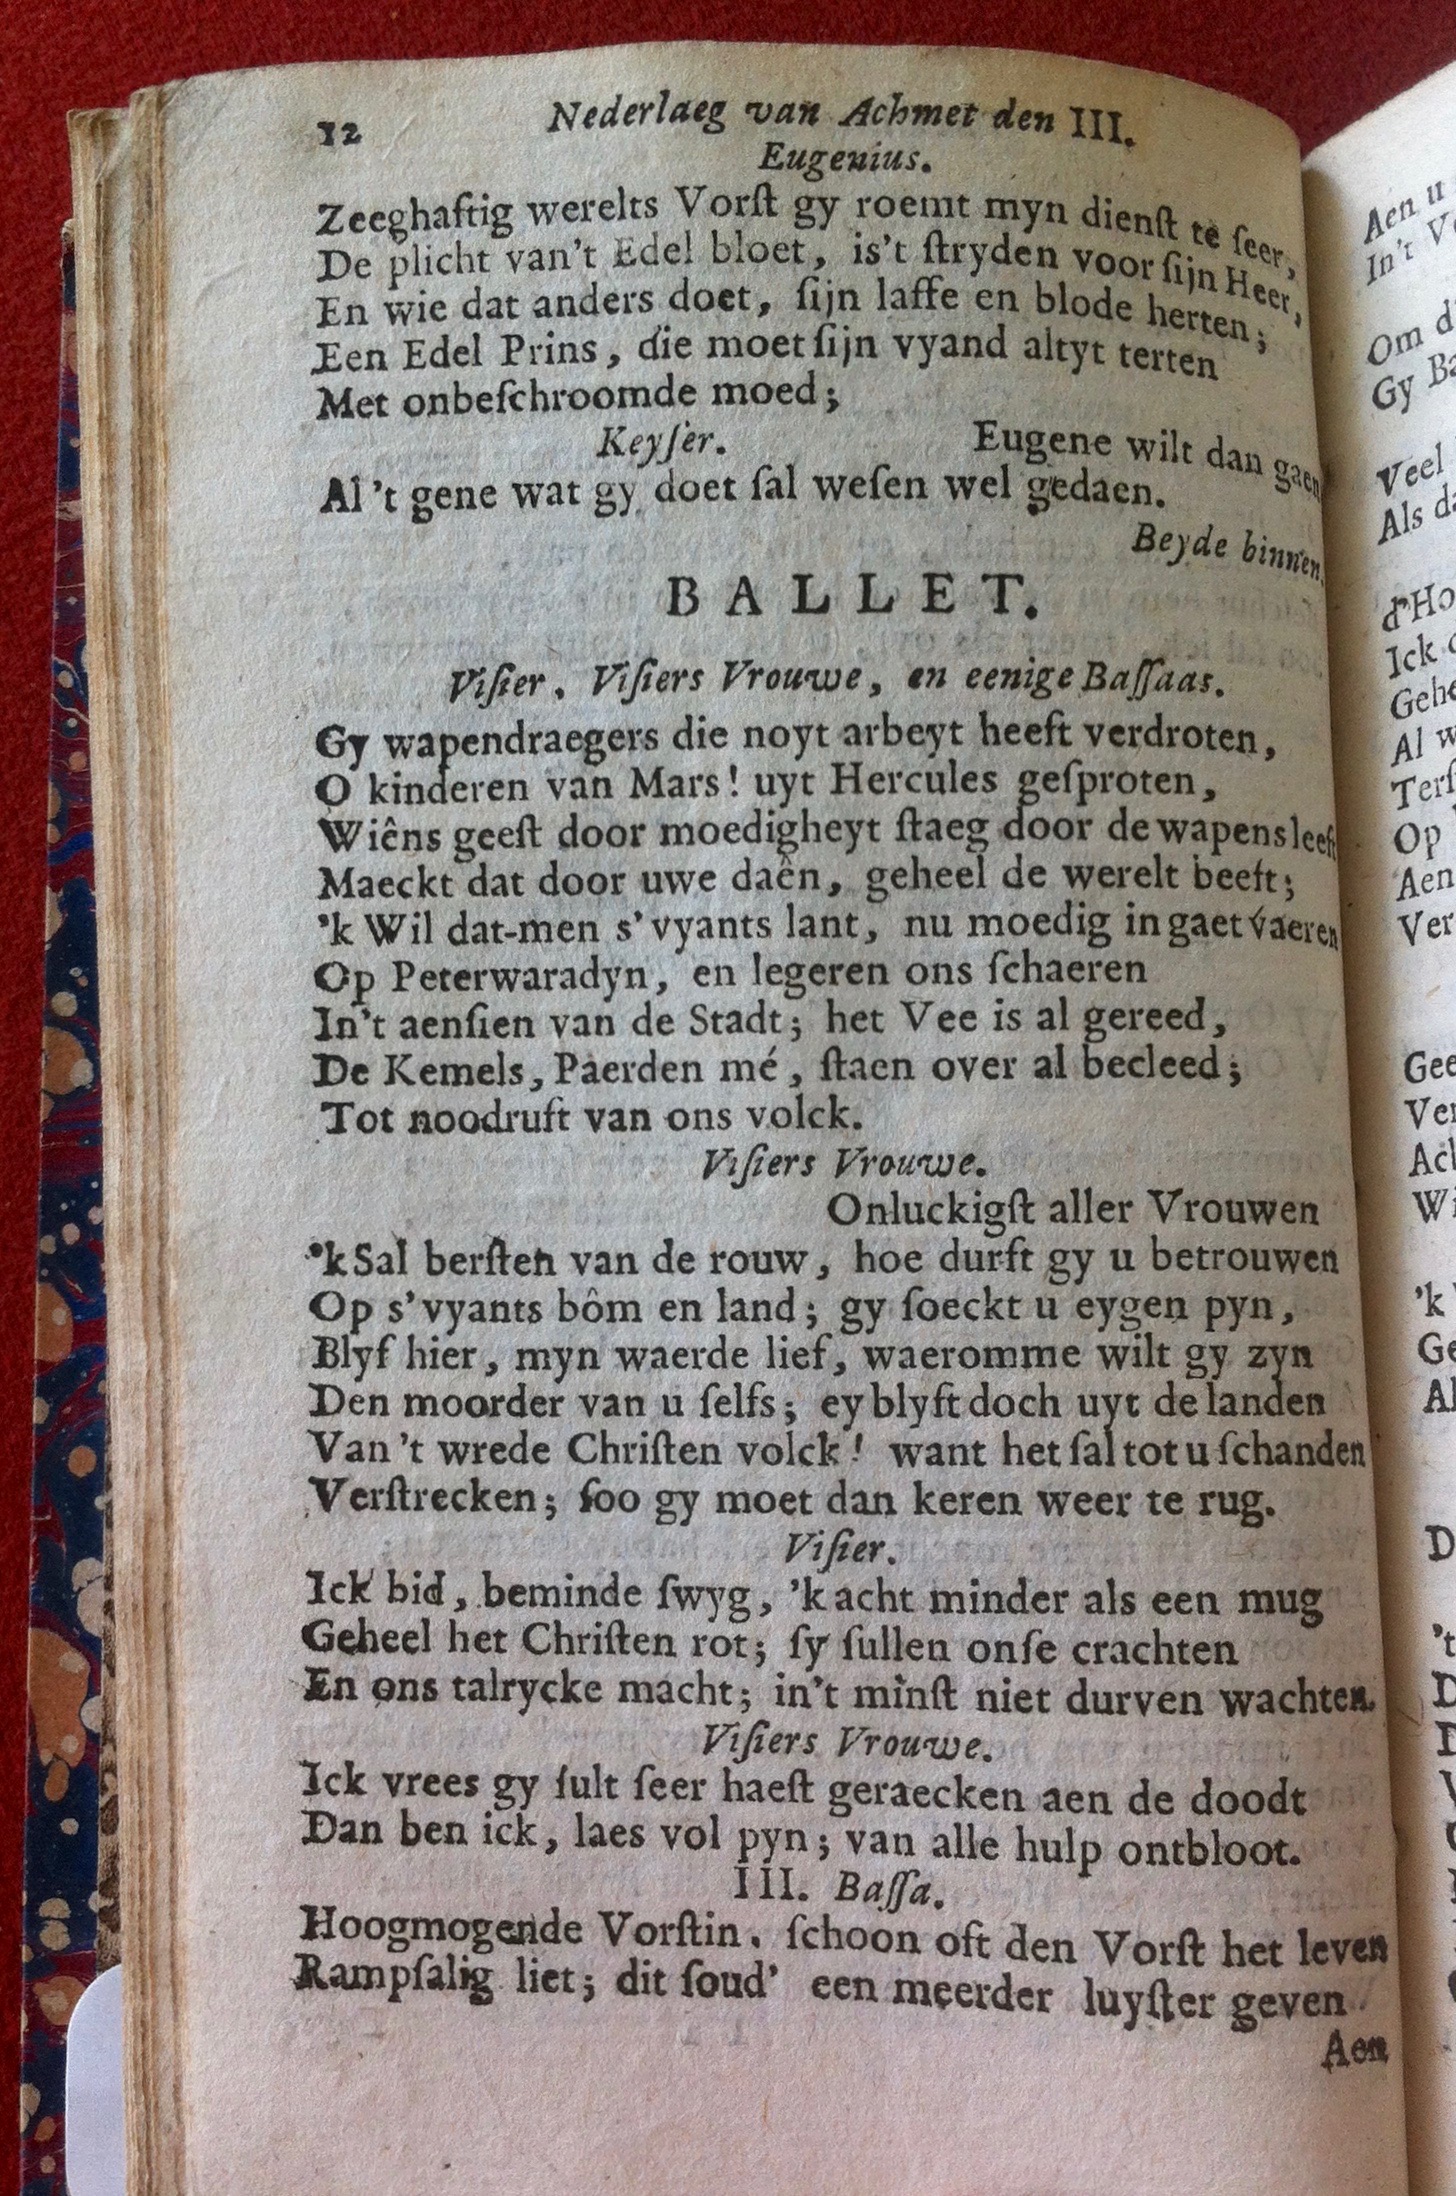 12 Nederlaeg van Achmet den III.
Eugenius.
Zeeghaftig werelts Vorſt gy roemt myn dienſt te ſeer,
De plicht van't Edel bloet, is't ſtryden voor ſijn Heer,
En wie dat anders doet, ſijn laffe en blode herten;
Een Edel Prins, die moet ſijn vyand altyt terten
Met onbeſchroomde moed;
Keyſer. Eugene wilt dan gaen
Al 't gene wat gy doet ſal weſen wel gedaen.
Beyde binnen.
BALLET.
Viſier, Viſiers Vrouwe, en eenige Baſſaas.
Gy wapendraegers die noyt arbeyt heeft verdroten,
O kinderen van Mars! uyt Hercules geſproten,
Wiêns geeſt door moedigheyt ſtaeg door de wapens leeft
Maeckt dat door uwe daên, geheel de werelt beeft;
'k Wil dat-men s'vyants lant, nu moedig in gaet vaeren
Op Peterwaradyn, en legeren ons ſchaeren
In't aenſien van de Stadt; het Vee is al gereed,
De Kemels, Paerden mé, ſtaen over al becleed;
Tot noodruft van ons volck.
Viſiers Vrouwe.
Onluckigſt aller Vrouwen
'k Sal berſten van de rouw, hoe durft gy u betrouwen
Op s'vyants bôm en land; gy ſoeckt u eygen pyn,
Blyf hier, myn waerde lief, waeromme wilt gy zyn
Den moorder van u ſelfs; ey blyft doch uyt de landen
Van 't wrede Chriſten volck! want het ſal tot u ſchanden
Verſtrecken; ſoo gy moet dan keren weer te rug.
Viſier.
Ick bid, beminde ſwyg, 'k acht minder als een mug
Geheel het Chriſten rot; ſy ſullen onſe crachten
En ons talrycke macht; in't minſt niet durven wachten.
Viſiers Vrouwe.
Ick vrees gy ſult ſeer haeſt geraecken aen de doodt
Dan ben ick, laes vol pyn; van alle hulp ontbloot.
III. Baſſa.
Hoogmogende Vorſtin, ſchoon oft den Vorſt het leven
Rampſalig liet; dit ſoud' een meerder luyſter geven
Aen
Aen u
In't
Om
Gy
Veel
Als
Ick
Al
Op
Aen
Ver
'k